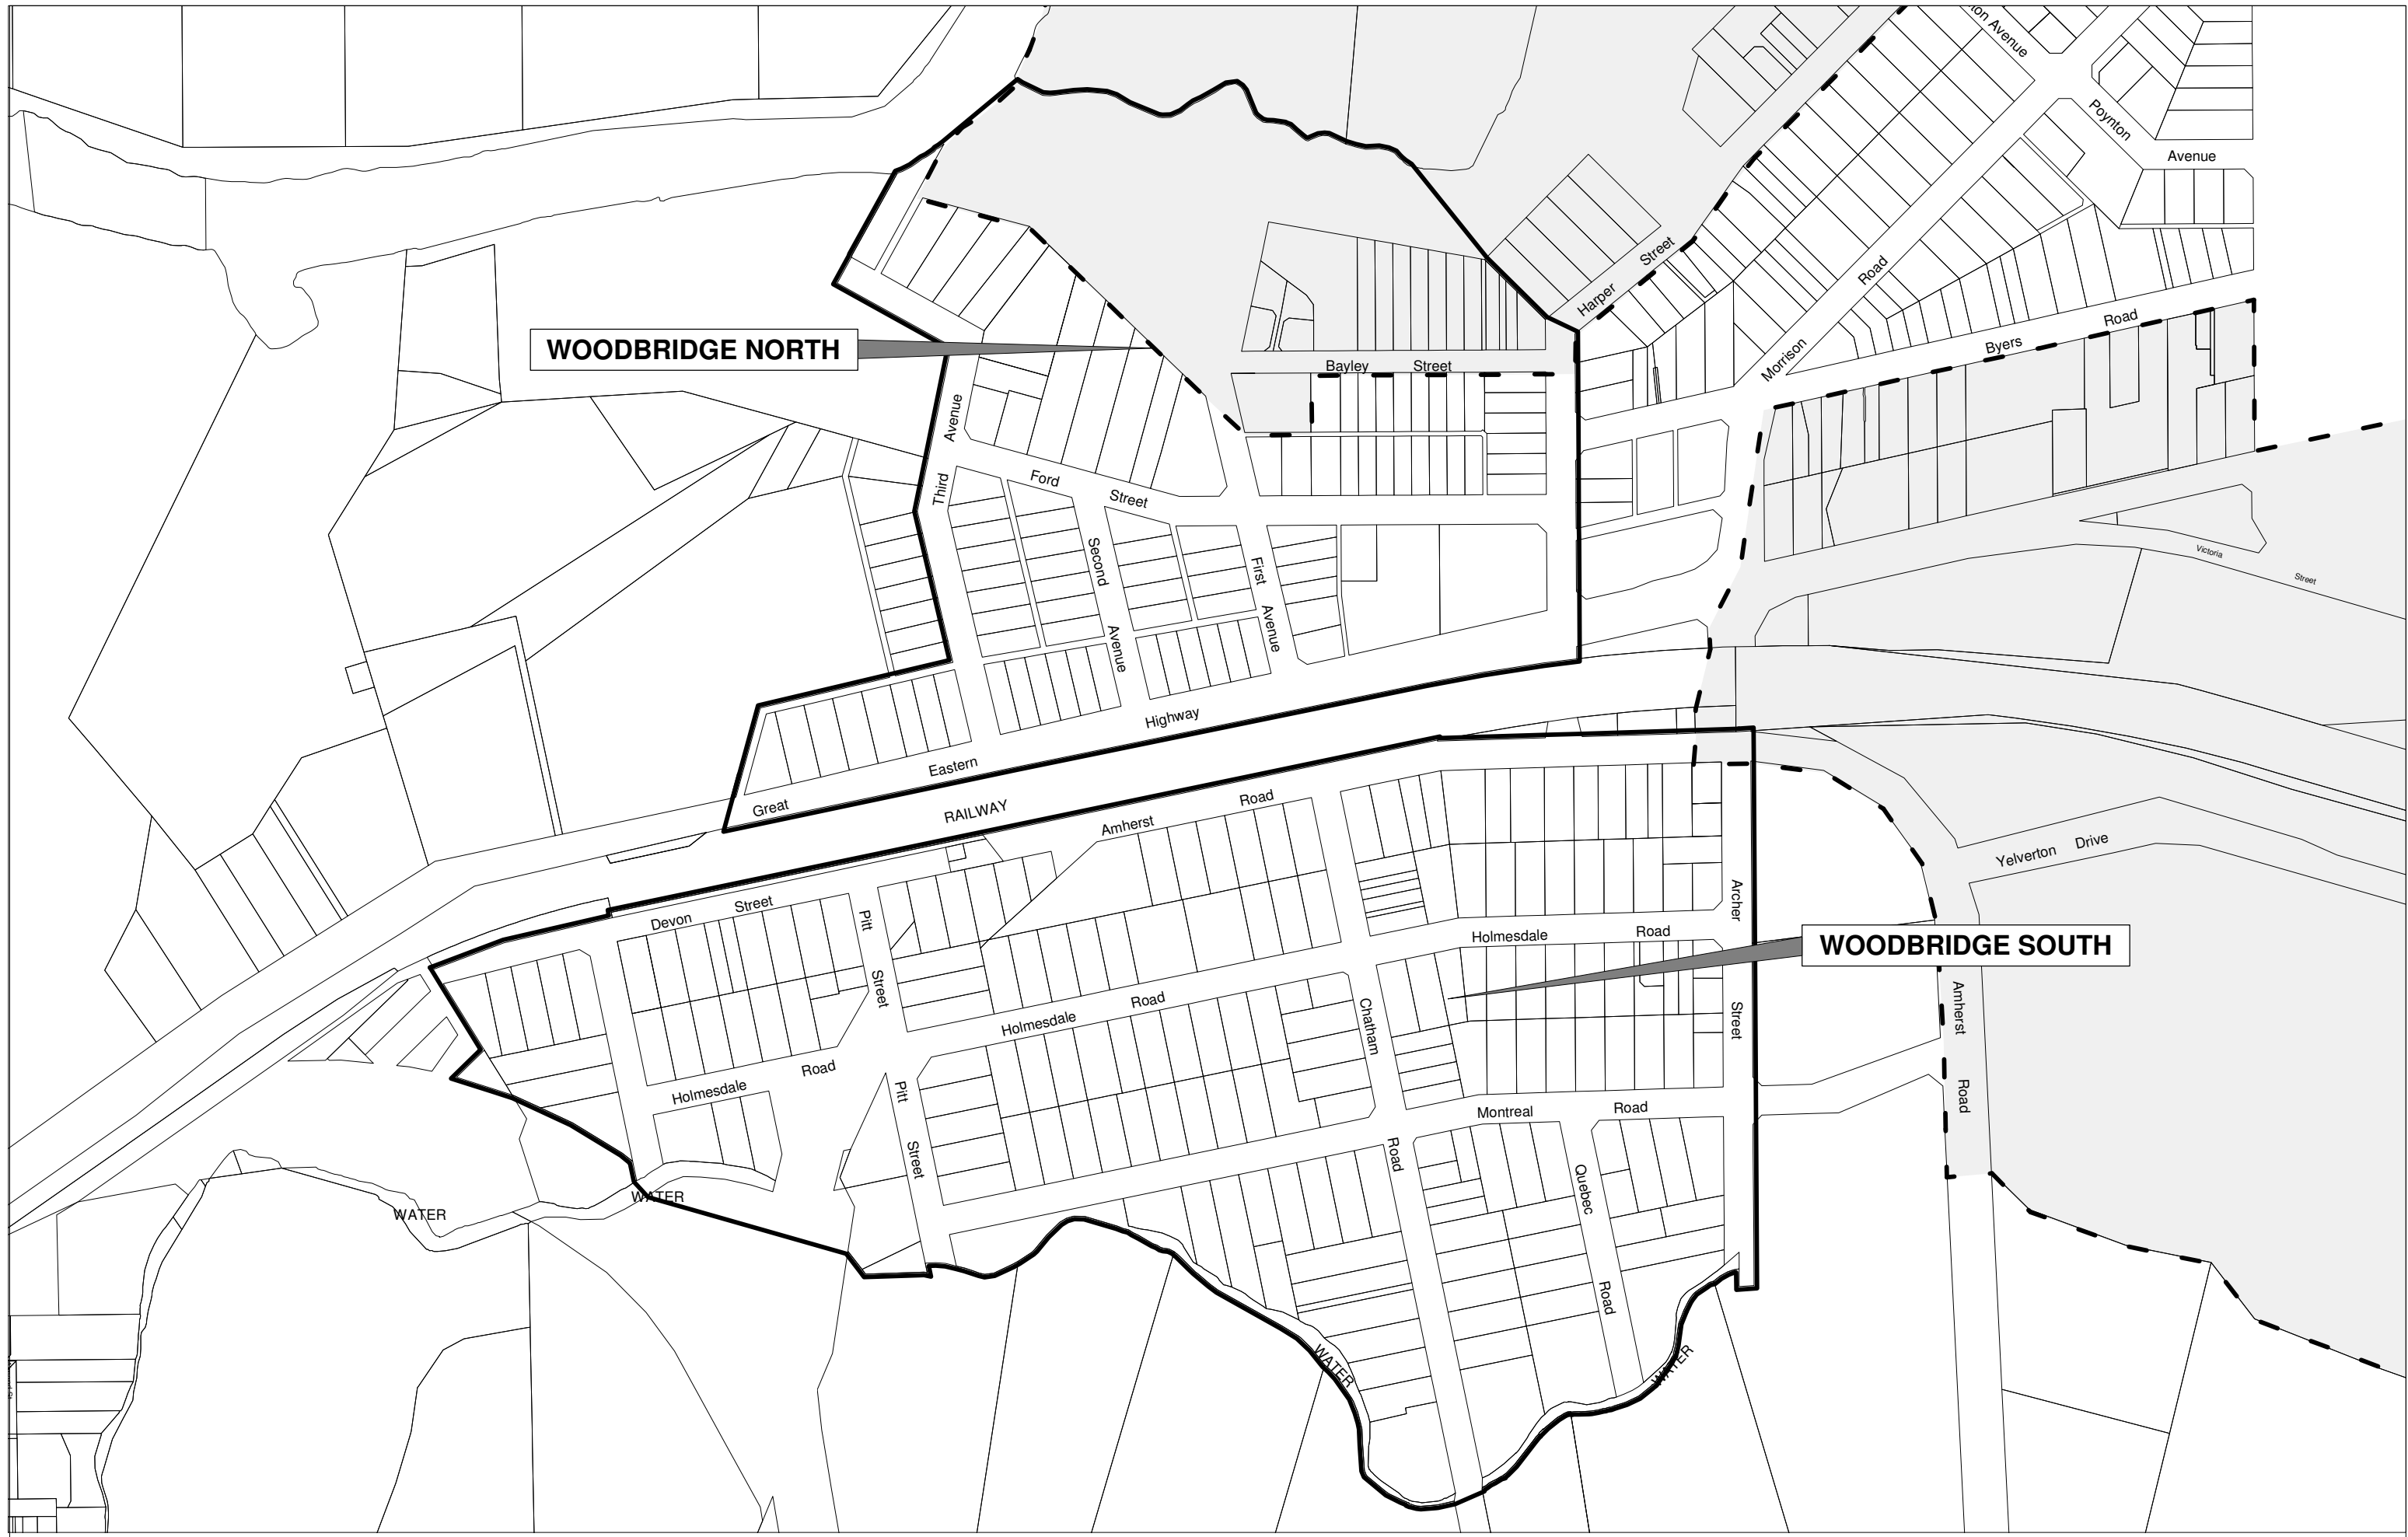 ton Avenue
Poynton
Avenue
Harper Street
Morrison Road
Byers Road
WOODBRIDGE NORTH
Bayley Street
Third Avenue
Ford Street
Second Avenue
First Avenue
Victoria Street
Great Eastern Highway
RAILWAY
Amherst Road
Yelverton Drive
Devon Street
Pitt Street
Archer Street
Holmesdale Road
WOODBRIDGE SOUTH
Holmesdale Road
Chatham Road
Amherst Road
Holmesdale Road
Pitt Street
Montreal Road
Quebec Road
WATER
WATER
WATER
WATER